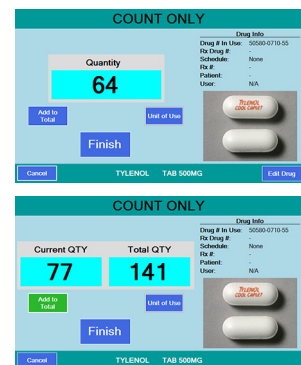 COUNT ONLY
Drug Info
Drug # In Use: 50580-0710-55
Rx Drug #: -
Schedule: None
Rx #: -
Patient: -
User: N/A
Quantity
64
Add to
Total
Unit of Use
Finish
TYLENOL
COOL CAPLET
Cancel
TYLENOL TAB 500MG
Edit Drug
COUNT ONLY
Drug Info
Drug # In Use: 50580-0710-55
Rx Drug #: -
Schedule: None
Rx #: -
Patient: -
User: N/A
Current QTY Total QTY
77 141
Add to
Total
Unit of Use
Finish
TYLENOL
COOL CAPLET
Cancel
TYLENOL TAB 500MG